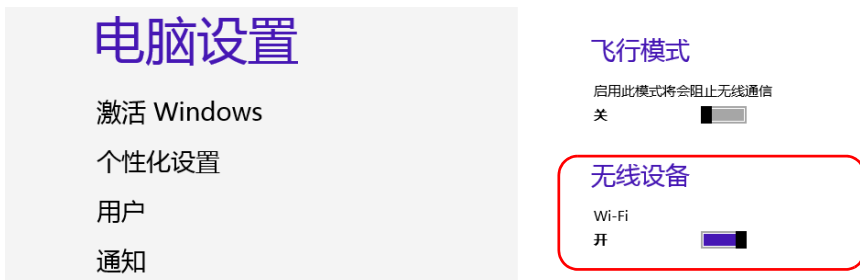 电脑设置
激活 Windows
个性化设置
用户
通知
飞行模式
启用此模式将会阻止无线通信
关
无线设备
Wi-Fi
开